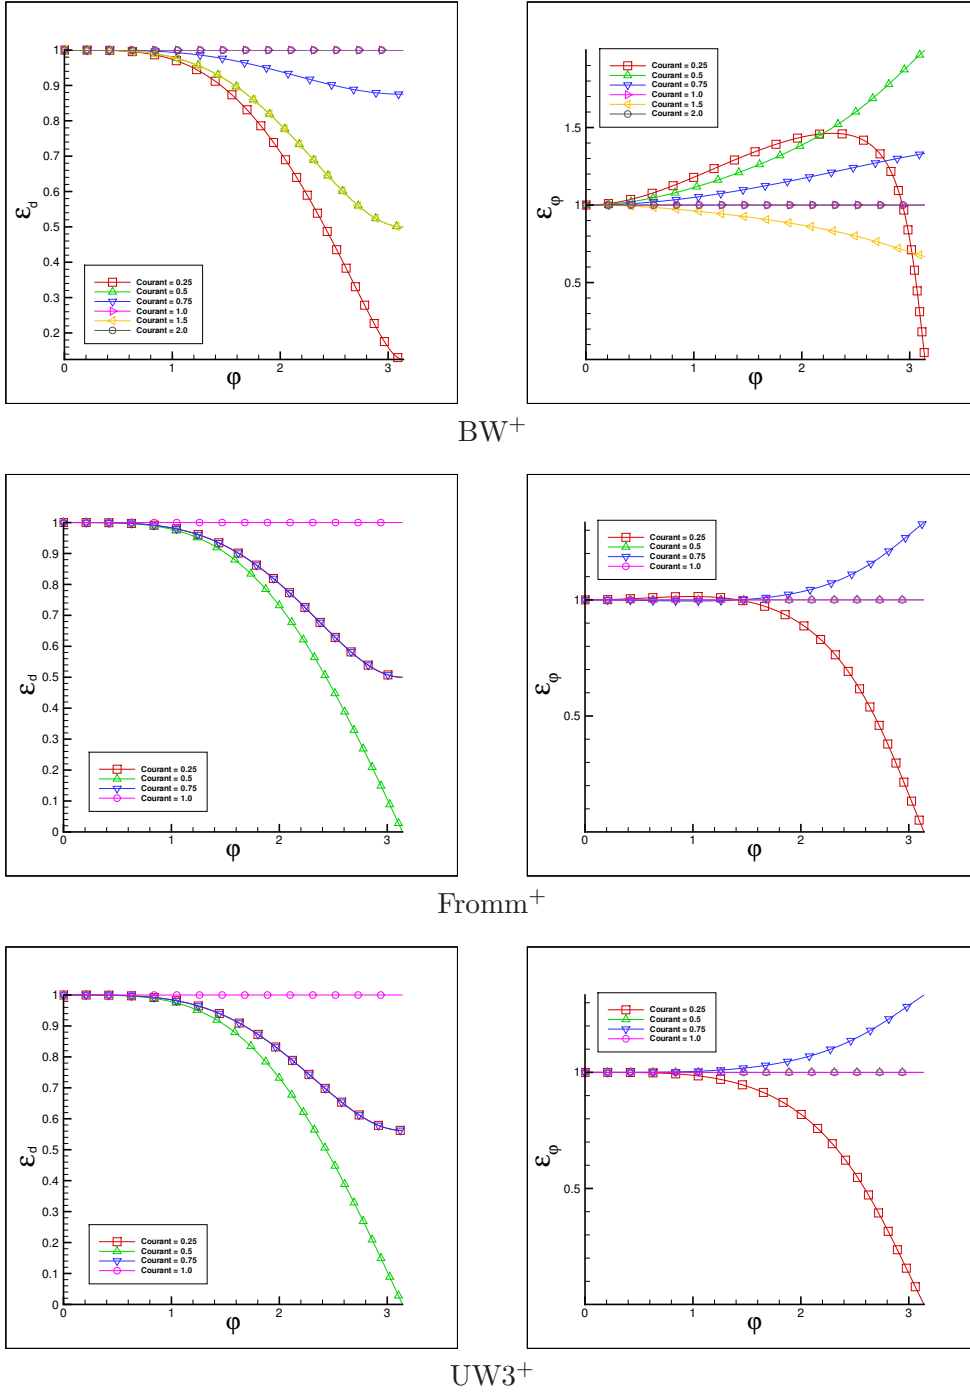 1
0.9
0.8
0.7
0.6
0.5
0.4
0.3
0.2
ε_d
0 1 2 3
φ
Courant = 0.25
Courant = 0.5
Courant = 0.75
Courant = 1.0
Courant = 1.5
Courant = 2.0
1.5
1
0.5
ε_φ
0 1 2 3
φ
Courant = 0.25
Courant = 0.5
Courant = 0.75
Courant = 1.0
Courant = 1.5
Courant = 2.0
BW⁺
1
0.9
0.8
0.7
0.6
0.5
0.4
0.3
0.2
0.1
0
ε_d
0 1 2 3
φ
Courant = 0.25
Courant = 0.5
Courant = 0.75
Courant = 1.0
1
0.5
ε_φ
0 1 2 3
φ
Courant = 0.25
Courant = 0.5
Courant = 0.75
Courant = 1.0
Fromm⁺
1
0.9
0.8
0.7
0.6
0.5
0.4
0.3
0.2
0.1
0
ε_d
0 1 2 3
φ
Courant = 0.25
Courant = 0.5
Courant = 0.75
Courant = 1.0
1
0.5
ε_φ
0 1 2 3
φ
Courant = 0.25
Courant = 0.5
Courant = 0.75
Courant = 1.0
UW3⁺